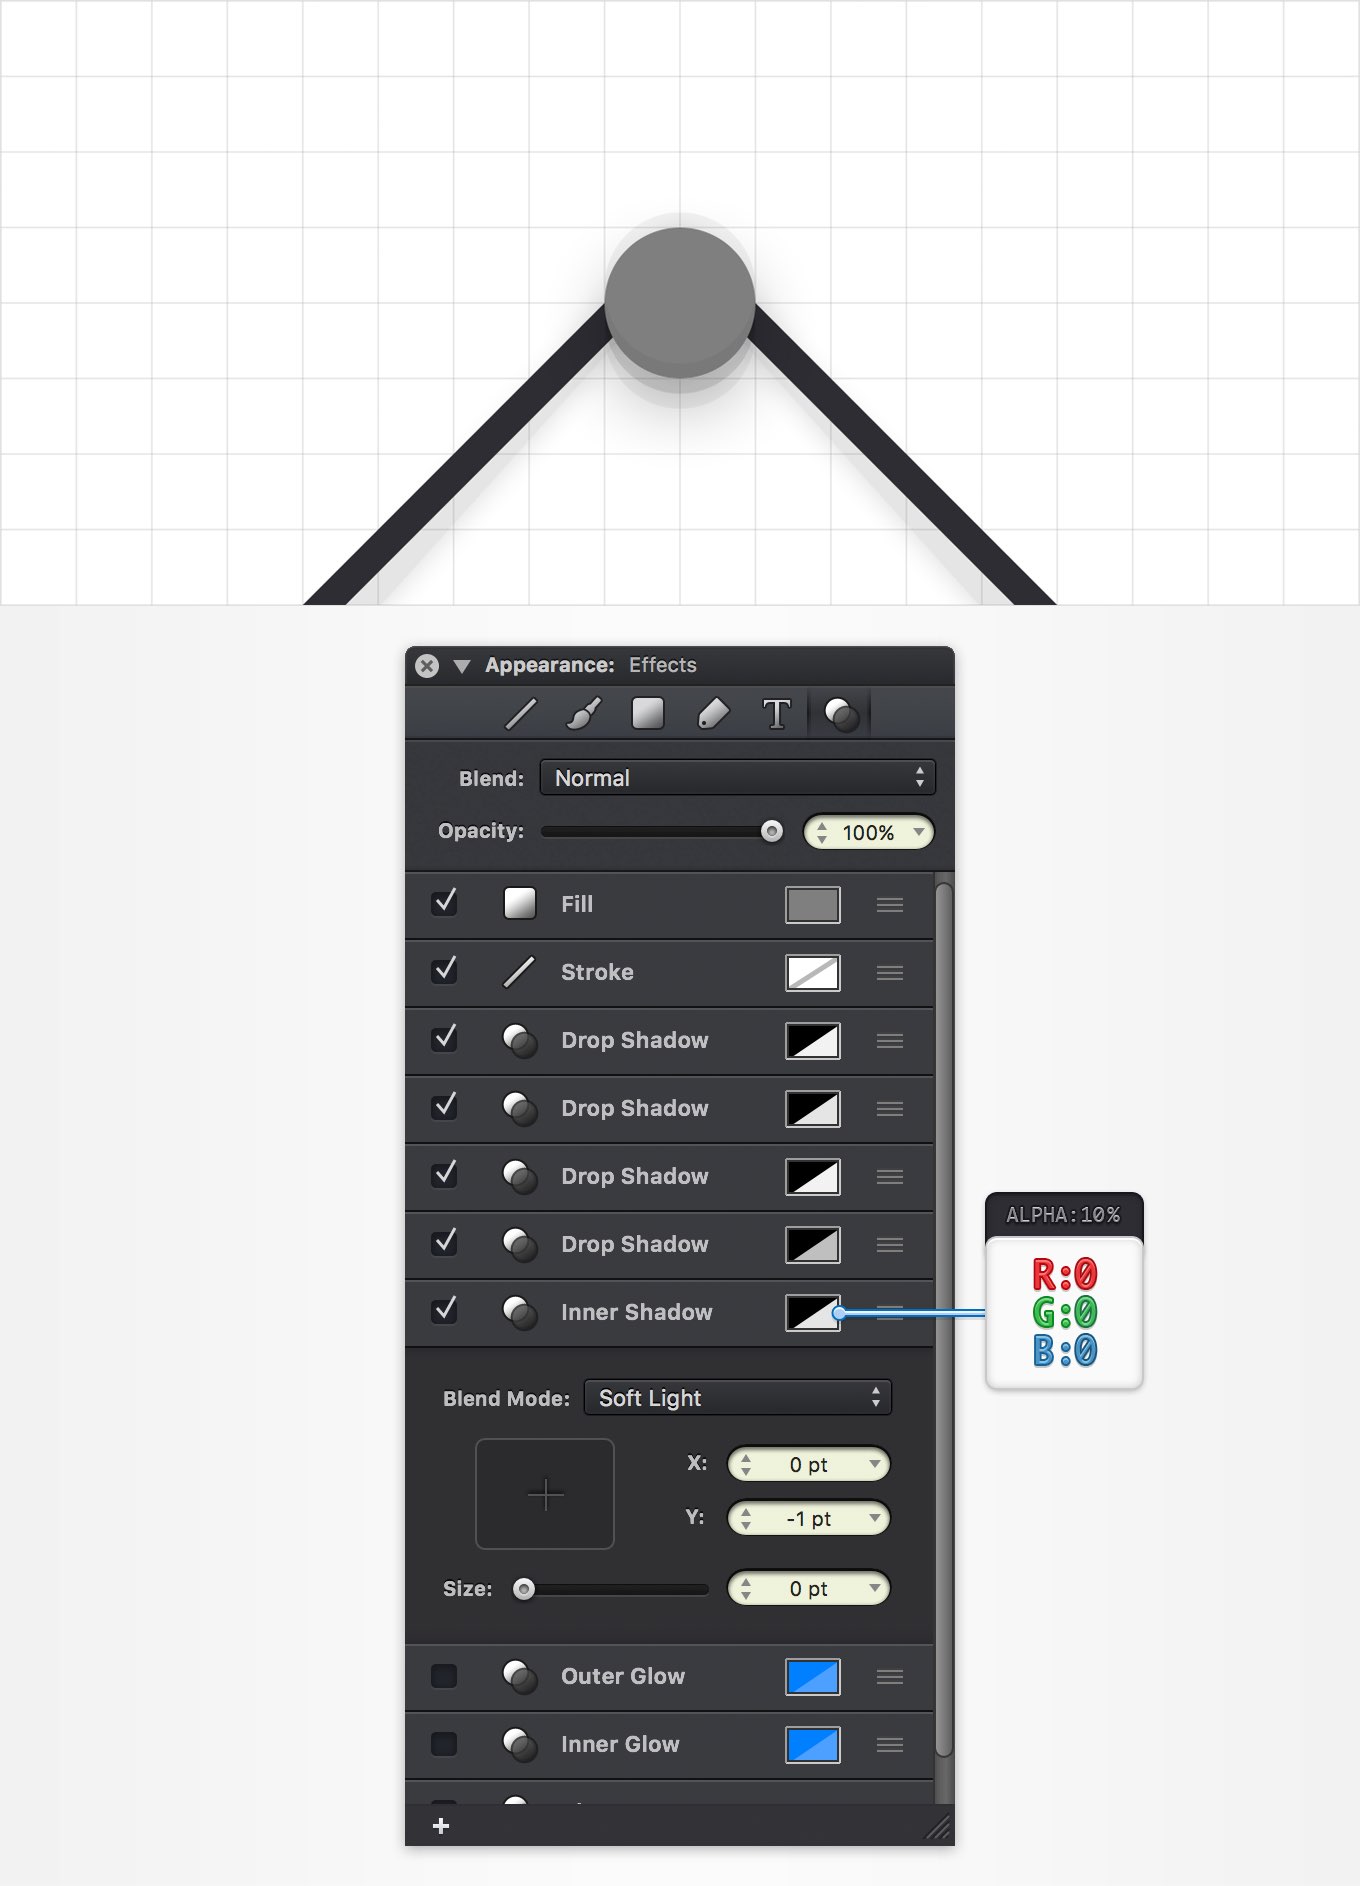 Appearance: Effects
T
Blend: Normal
Opacity: 100%
Fill
Stroke
Drop Shadow
Drop Shadow
Drop Shadow
Drop Shadow
Inner Shadow
ALPHA:10%
R:0
G:0
B:0
Blend Mode: Soft Light
X: 0 pt
Y: -1 pt
Size: 0 pt
Outer Glow
Inner Glow
+